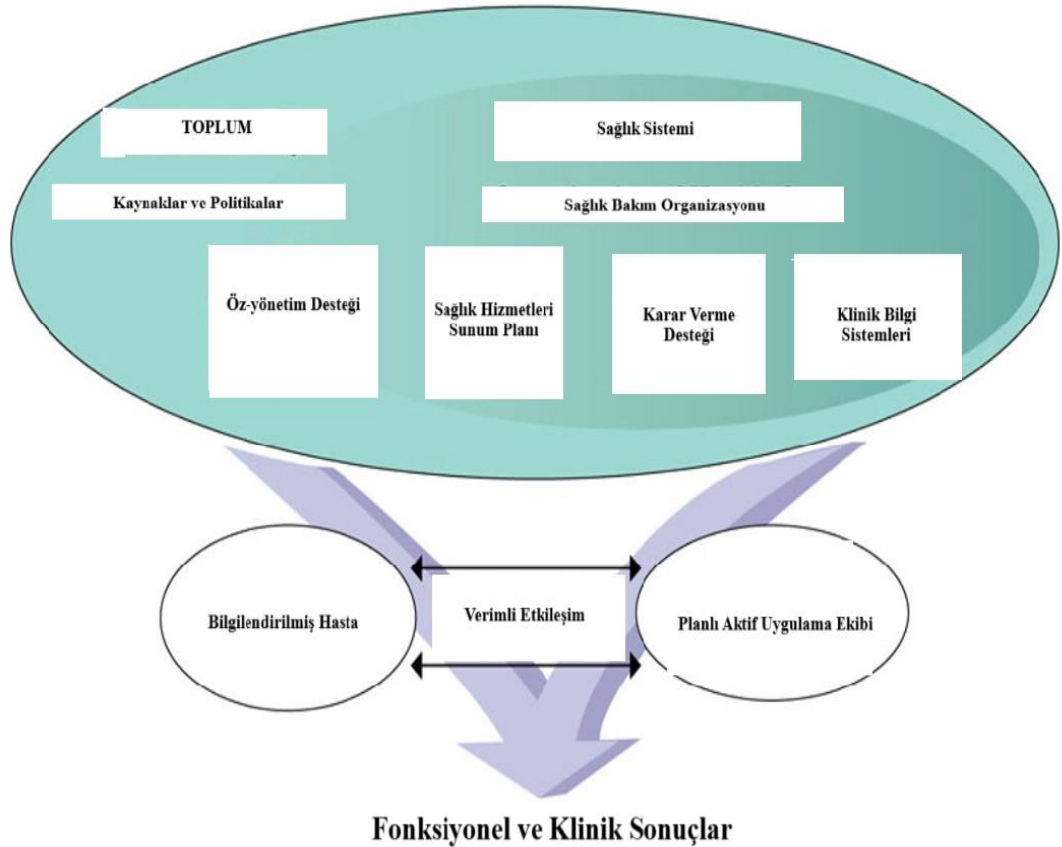 TOPLUM
Sağlık Sistemi
Kaynaklar ve Politikalar
Sağlık Bakım Organizasyonu
Öz-yönetim Desteği
Sağlık Hizmetleri
Sunum Planı
Karar Verme
Desteği
Klinik Bilgi
Sistemleri
Bilgilendirilmiş Hasta
Verimli Etkileşim
Planlı Aktif Uygulama Ekibi
Fonksiyonel ve Klinik Sonuçlar